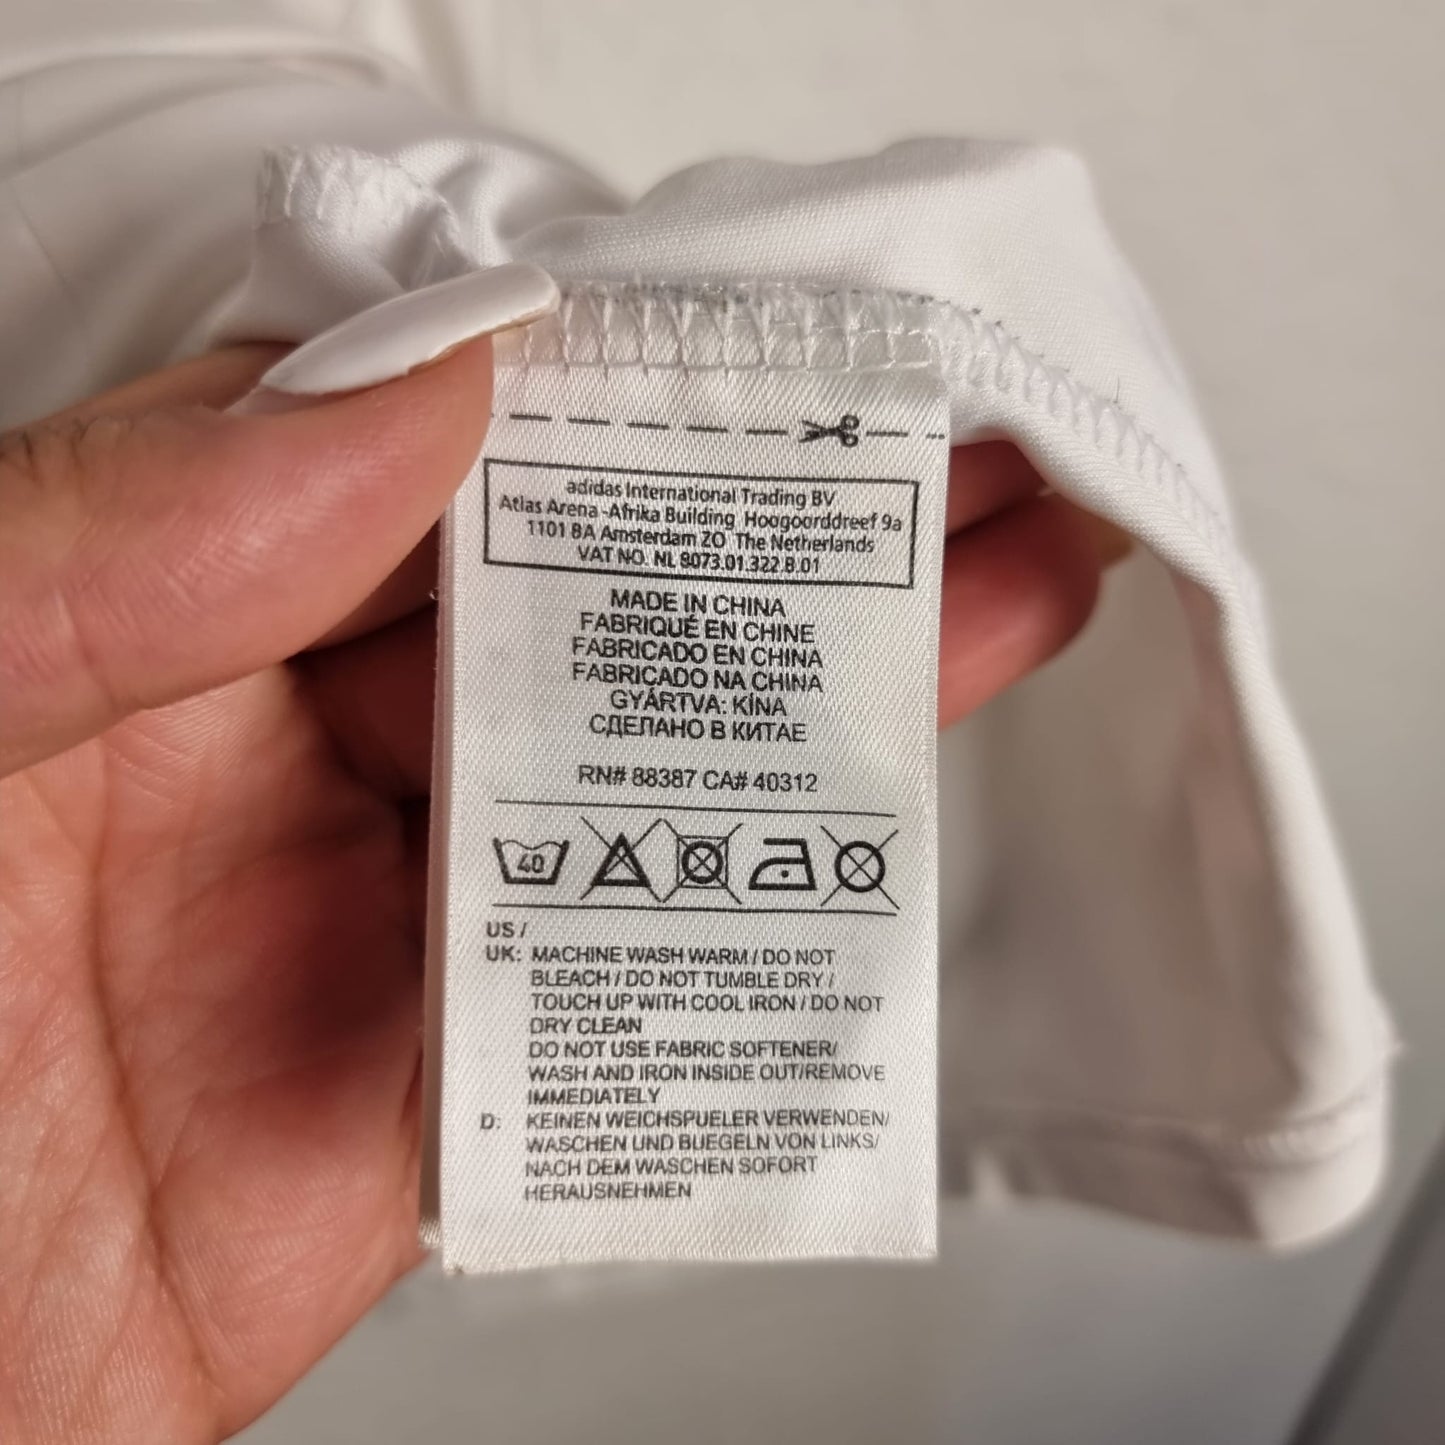 adidas International Trading BV
Atlas Arena -Afrika Building Hoogoorddreef 9a
1101 BA Amsterdam ZO The Netherlands
VAT NO. NL 8073.01.322.B.01
MADE IN CHINA
FABRIQUÉ EN CHINE
FABRICADO EN CHINA
FABRICADO NA CHINA
GYÁRTVA: KÍNA
СДЕЛАНО В КИТАЕ
RN# 88387 CA# 40312
40
US /
UK: MACHINE WASH WARM / DO NOT
BLEACH / DO NOT TUMBLE DRY /
TOUCH UP WITH COOL IRON / DO NOT
DRY CLEAN
DO NOT USE FABRIC SOFTENER/
WASH AND IRON INSIDE OUT/REMOVE
IMMEDIATELY
D: KEINEN WEICHSPUELER VERWENDEN/
WASCHEN UND BUEGELN VON LINKS/
NACH DEM WASCHEN SOFORT
HERAUSNEHMEN